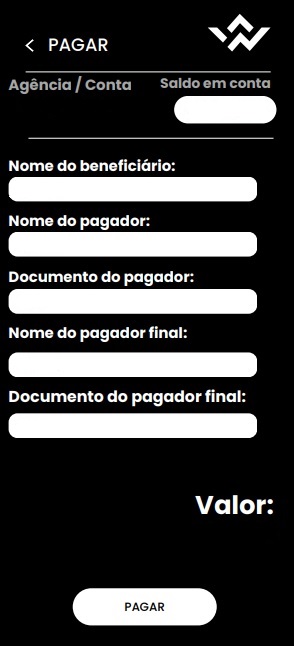 PAGAR
Agência / Conta
Saldo em conta
Nome do beneficiário:
Nome do pagador:
Documento do pagador:
Nome do pagador final:
Documento do pagador final:
Valor:
PAGAR